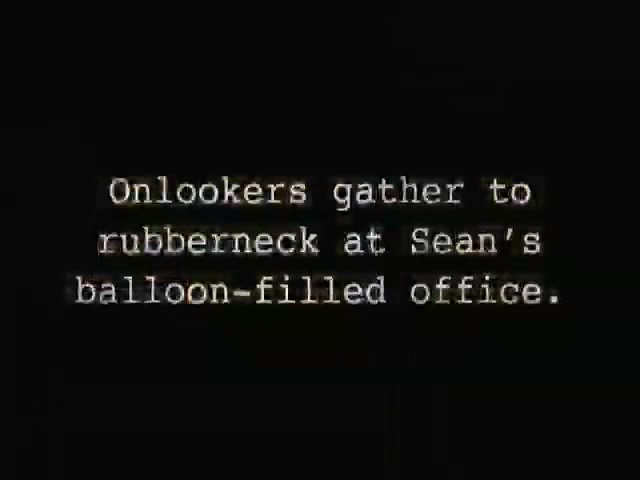 Onlookers gather to
rubberneck at Sean's
balloon-filled office.